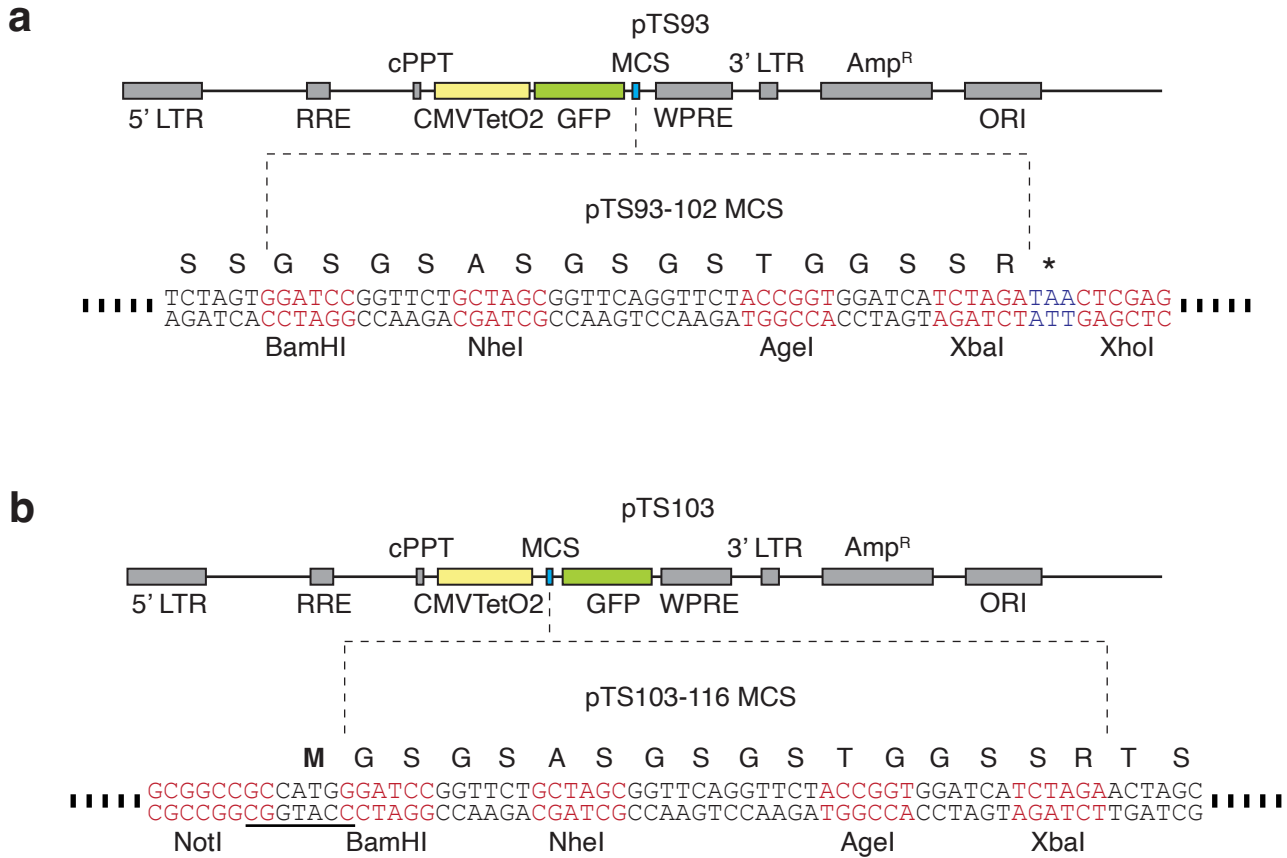 a
pTS93
cPPT MCS 3’ LTR Amp^R
5’ LTR RRE CMVTetO2 GFP WPRE ORI
pTS93-102 MCS
S S G S G S A S G S G S T G G S S R *
TCTAGTGGATCCGGTTCTGCTAGCGGTTCAGGTTCTACCGGTGGATCATCTAGATAACTCGAG
AGATCACCTAGGCCAAGACGATCGCCAAGTCCAAGATGGCCACCTAGTAGATCTATTGAGCTC
BamHI NheI AgeI XbaI XhoI
b
pTS103
cPPT MCS 3’ LTR Amp^R
5’ LTR RRE CMVTetO2 GFP WPRE ORI
pTS103-116 MCS
M G S G S A S G S G S T G G S S R T S
GCGGCCGCCATGGGATCCGGTTCTGCTAGCGGTTCAGGTTCTACCGGTGGATCATCTAGAACTAGC
CGCCGGCGGTACCCTAGGCCAAGACGATCGCCAAGTCCAAGATGGCCACCTAGTAGATCTTGATCG
NotI BamHI NheI AgeI XbaI